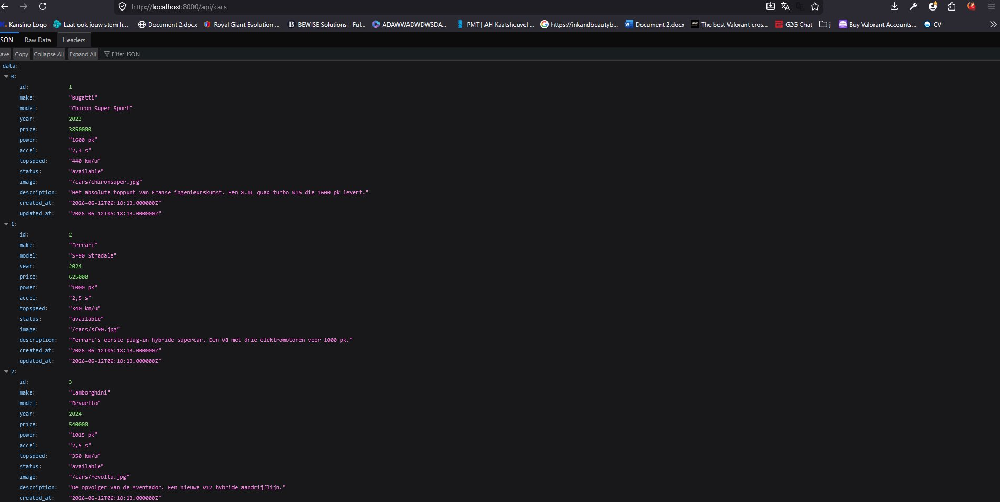 http://localhost:8000/api/cars
Kansino Logo Laat ook jouw stem h... Document 2.docx Royal Giant Evolution ... BEWISE Solutions - Ful... ADAWWADWDWSDA... PMT | AH Kaatsheuvel ... https://inkandbeautyb... Document 2.docx The best Valorant cros... G2G Chat j Buy Valorant Accounts... CV
SON Raw Data Headers
ave Copy Collapse All Expand All Filter JSON
data:
0:
id: 1
make: "Bugatti"
model: "Chiron Super Sport"
year: 2023
price: 3850000
power: "1600 pk"
accel: "2,4 s"
topspeed: "440 km/u"
status: "available"
image: "/cars/chironsuper.jpg"
description: "Het absolute toppunt van Franse ingenieurskunst. Een 8.0L quad-turbo W16 die 1600 pk levert."
created_at: "2026-06-12T06:18:13.000000Z"
updated_at: "2026-06-12T06:18:13.000000Z"
1:
id: 2
make: "Ferrari"
model: "SF90 Stradale"
year: 2024
price: 625000
power: "1000 pk"
accel: "2,5 s"
topspeed: "340 km/u"
status: "available"
image: "/cars/sf90.jpg"
description: "Ferrari's eerste plug-in hybride supercar. Een V8 met drie elektromotoren voor 1000 pk."
created_at: "2026-06-12T06:18:13.000000Z"
updated_at: "2026-06-12T06:18:13.000000Z"
2:
id: 3
make: "Lamborghini"
model: "Revuelto"
year: 2024
price: 540000
power: "1015 pk"
accel: "2,5 s"
topspeed: "350 km/u"
status: "available"
image: "/cars/revoltu.jpg"
description: "De opvolger van de Aventador. Een nieuwe V12 hybride-aandrijflijn."
created_at: "2026-06-12T06:18:13.000000Z"